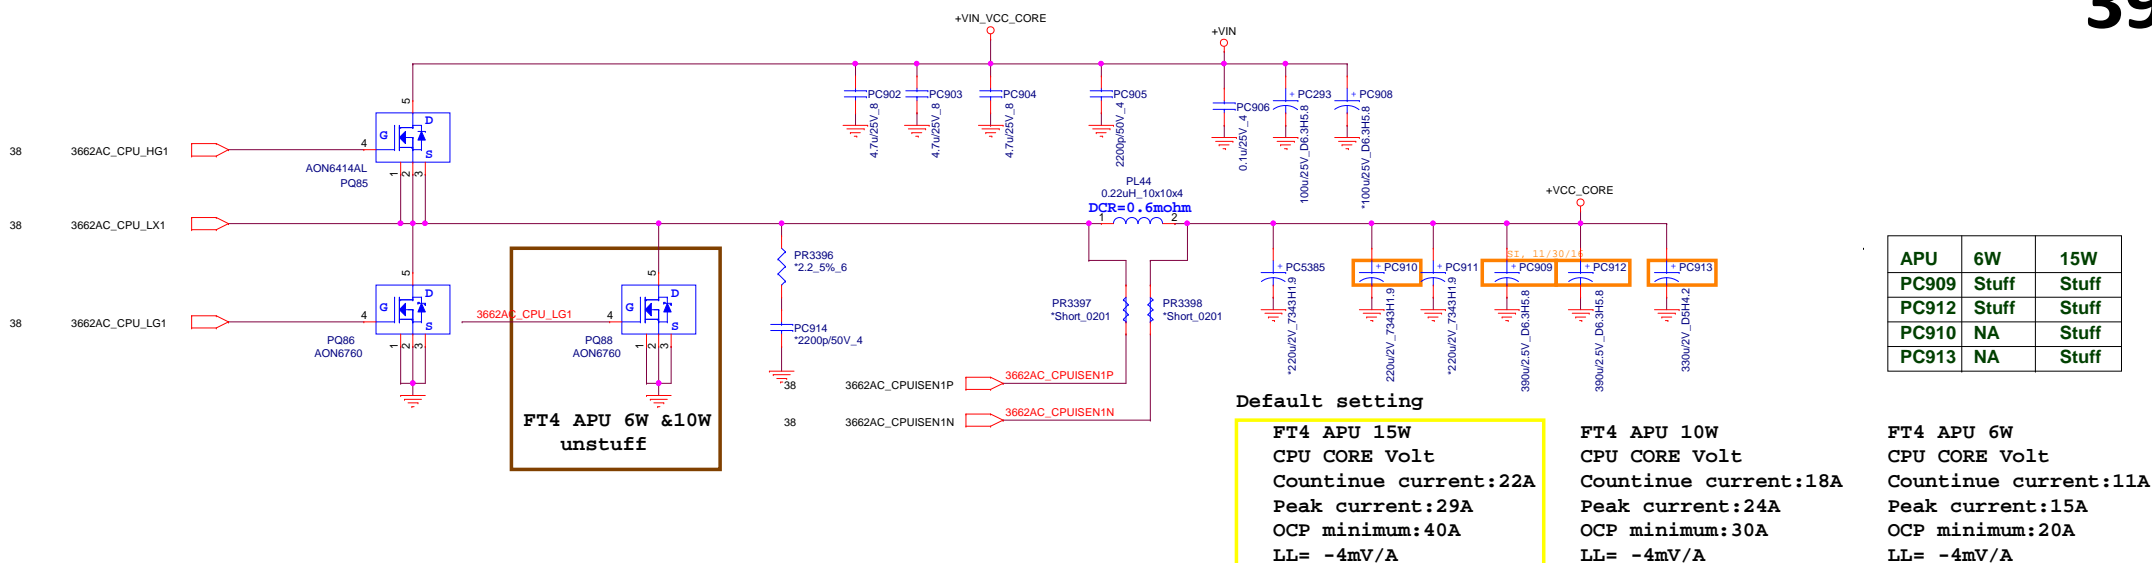 39
+VIN_VCC_CORE
+VIN
PC902
4.7u/25V_8
PC903
4.7u/25V_8
PC904
4.7u/25V_8
PC905
2200p/50V_4
PC906
0.1u/25V_4
+ PC293
100u/25V_D6.3H5.8
+ PC908
*100u/25V_D6.3H5.8
5
D
G
S
4
1
2
3
38
3662AC_CPU_HG1
AON6414AL
PQ85
PL44
0.22uH_10x10x4
DCR=0.6mohm
1
2
+VCC_CORE
38
3662AC_CPU_LX1
5
D
G
S
4
1
2
3
38
3662AC_CPU_LG1
PQ86
AON6760
3662AC_CPU_LG1
5
D
G
S
4
1
2
3
PQ88
AON6760
FT4 APU 6W &10W
unstuff
PR3396
*2.2_5%_6
PC914
*2200p/50V_4
PR3397
*Short_0201
PR3398
*Short_0201
38
3662AC_CPUISEN1P
3662AC_CPUISEN1P
38
3662AC_CPUISEN1N
3662AC_CPUISEN1N
+ PC5385
*220u/2V_7343H1.9
+ PC910
220u/2V_7343H1.9
+ PC911
*220u/2V_7343H1.9
SI, 11/30/16
+ PC909
390u/2.5V_D6.3H5.8
+ PC912
390u/2.5V_D6.3H5.8
+ PC913
330u/2V_D5H4.2
APU 6W 15W
PC909 Stuff Stuff
PC912 Stuff Stuff
PC910 NA Stuff
PC913 NA Stuff
Default setting
FT4 APU 15W
CPU CORE Volt
Countinue current:22A
Peak current:29A
OCP minimum:40A
LL= -4mV/A
FT4 APU 10W
CPU CORE Volt
Countinue current:18A
Peak current:24A
OCP minimum:30A
LL= -4mV/A
FT4 APU 6W
CPU CORE Volt
Countinue current:11A
Peak current:15A
OCP minimum:20A
LL= -4mV/A